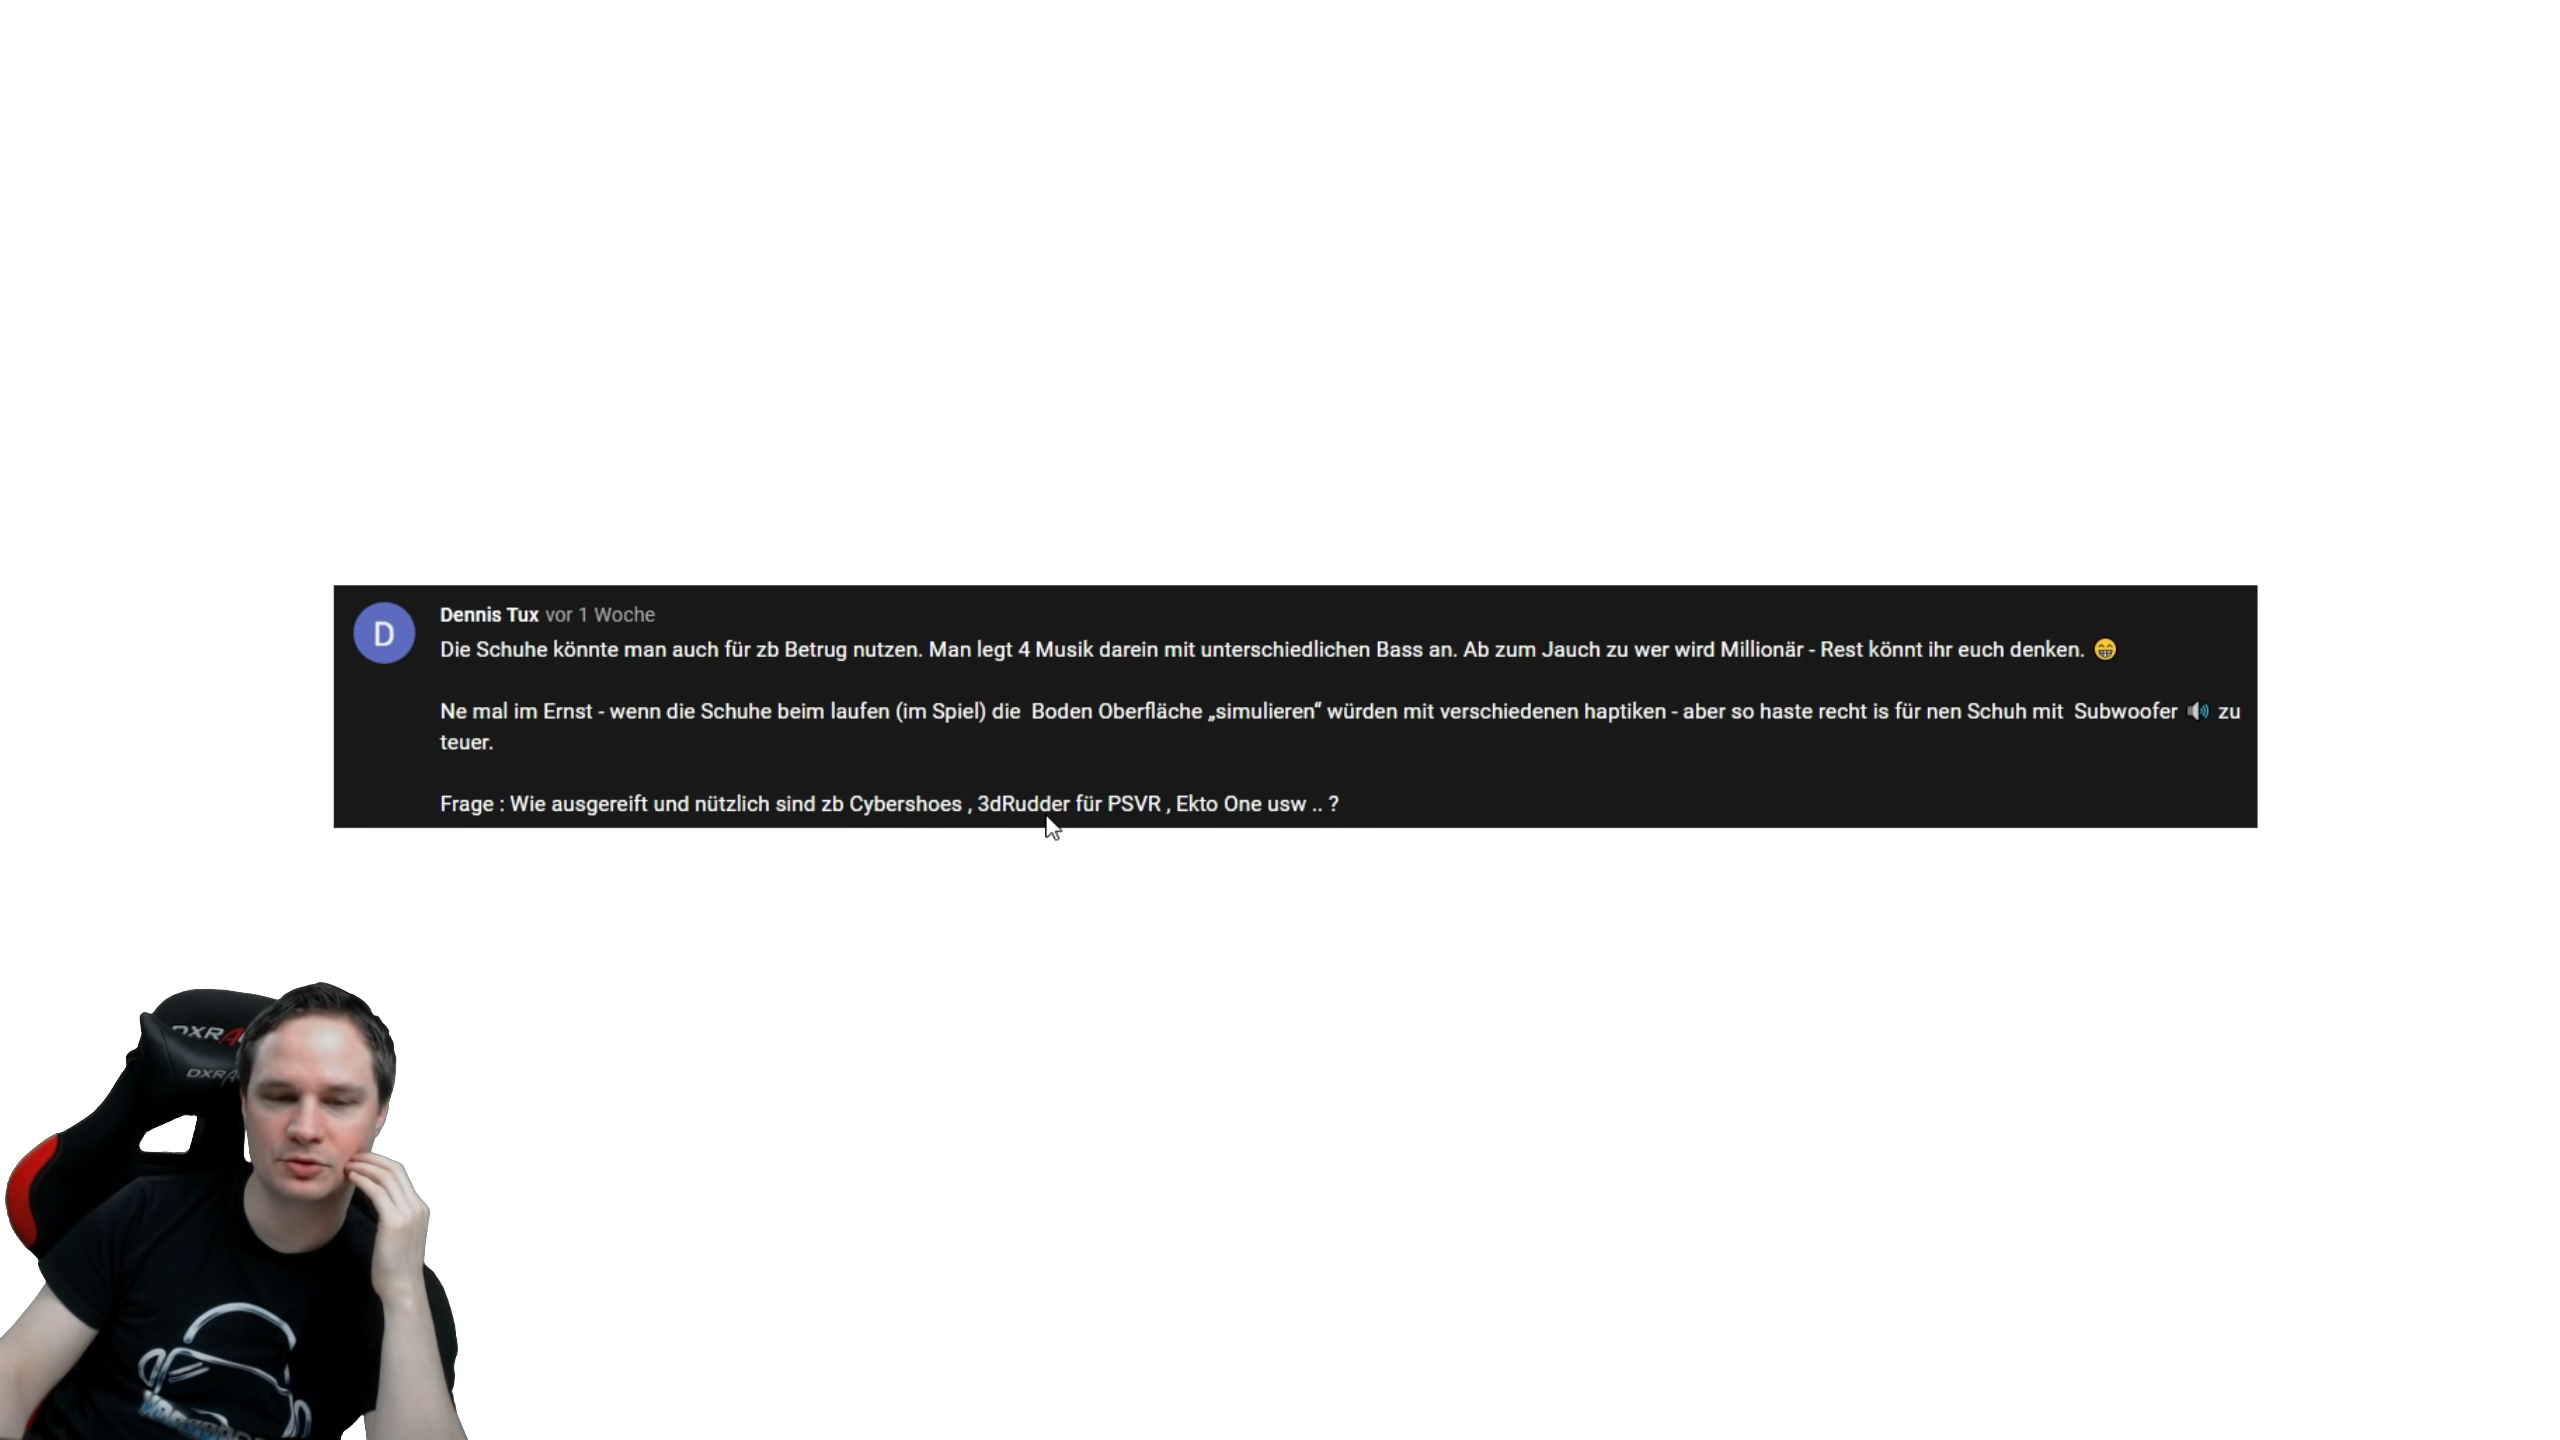 D
Dennis Tux vor 1 Woche
Die Schuhe könnte man auch für zb Betrug nutzen. Man legt 4 Musik darein mit unterschiedlichen Bass an. Ab zum Jauch zu wer wird Millionär - Rest könnt ihr euch denken. 😁
Ne mal im Ernst - wenn die Schuhe beim laufen (im Spiel) die Boden Oberfläche „simulieren“ würden mit verschiedenen haptiken - aber so haste recht is für nen Schuh mit Subwoofer 🔊 zu
teuer.
Frage : Wie ausgereift und nützlich sind zb Cybershoes , 3dRudder für PSVR , Ekto One usw .. ?